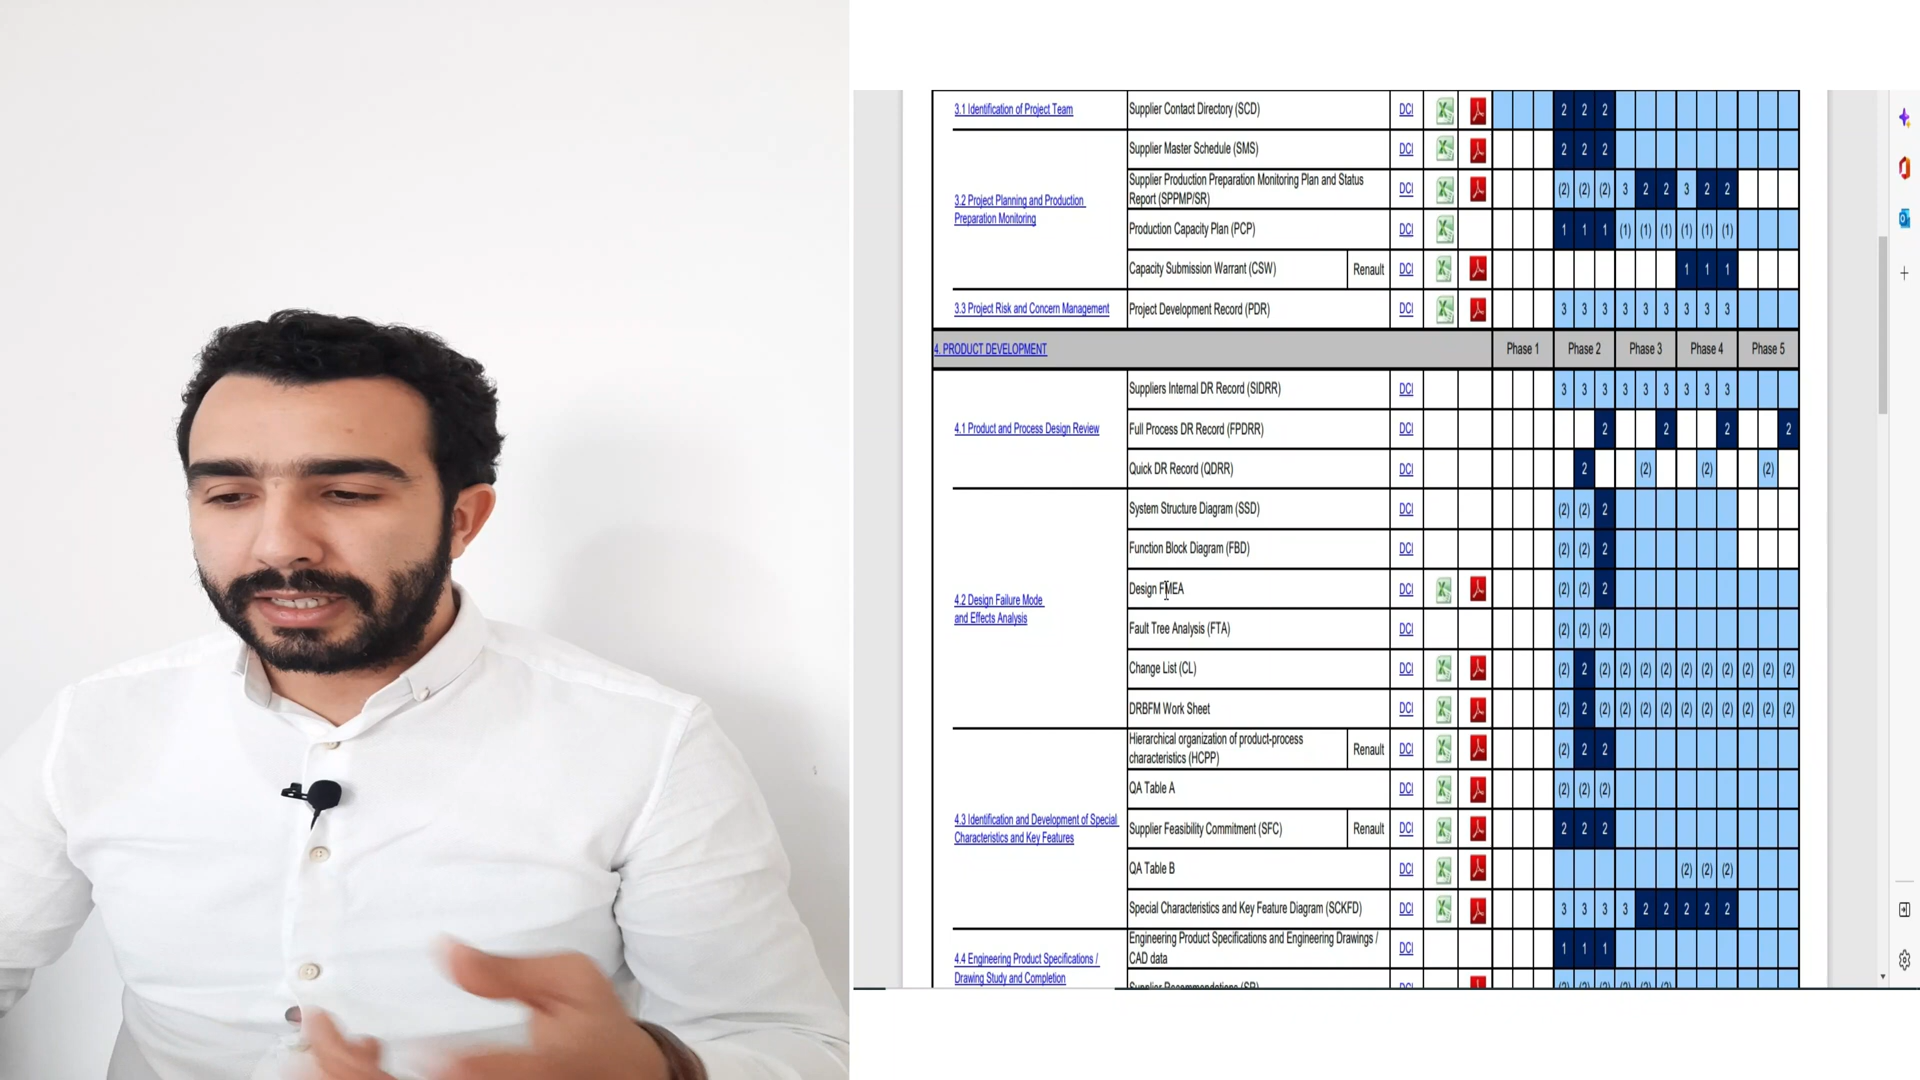 3.1 Identification of Project Team Supplier Contact Directory (SCD) DCI 2 2 2
Supplier Master Schedule (SMS) DCI 2 2 2
3.2 Project Planning and Production
Preparation Monitoring
Supplier Production Preparation Monitoring Plan and Status
Report (SPPMP/SR) DCI (2) (2) (2) 3 2 2 3 2 2
Production Capacity Plan (PCP) DCI 1 1 1 (1) (1) (1) (1) (1) (1)
Capacity Submission Warrant (CSW) Renault DCI 1 1 1
3.3 Project Risk and Concern Management Project Development Record (PDR) DCI 3 3 3 3 3 3 3 3 3
4. PRODUCT DEVELOPMENT Phase 1 Phase 2 Phase 3 Phase 4 Phase 5
Suppliers Internal DR Record (SIDRR) DCI 3 3 3 3 3 3 3 3 3
4.1 Product and Process Design Review Full Process DR Record (FPDRR) DCI 2 2 2 2
Quick DR Record (QDRR) DCI 2 (2) (2) (2)
System Structure Diagram (SSD) DCI (2) (2) 2
Function Block Diagram (FBD) DCI (2) (2) 2
4.2 Design Failure Mode
and Effects Analysis
Design FMEA DCI (2) (2) 2
Fault Tree Analysis (FTA) DCI (2) (2) (2)
Change List (CL) DCI (2) 2 (2) (2) (2) (2) (2) (2) (2) (2) (2) (2)
DRBFM Work Sheet DCI (2) 2 (2) (2) (2) (2) (2) (2) (2) (2) (2) (2)
Hierarchical organization of product-process
characteristics (HCPP) Renault DCI (2) 2 2
QA Table A DCI (2) (2) (2)
4.3 Identification and Development of Special
Characteristics and Key Features
Supplier Feasibility Commitment (SFC) Renault DCI 2 2 2
QA Table B DCI (2) (2) (2)
Special Characteristics and Key Feature Diagram (SCKFD) DCI 3 3 3 3 2 2 2 2 2
4.4 Engineering Product Specifications /
Drawing Study and Completion
Engineering Product Specifications and Engineering Drawings /
CAD data DCI 1 1 1